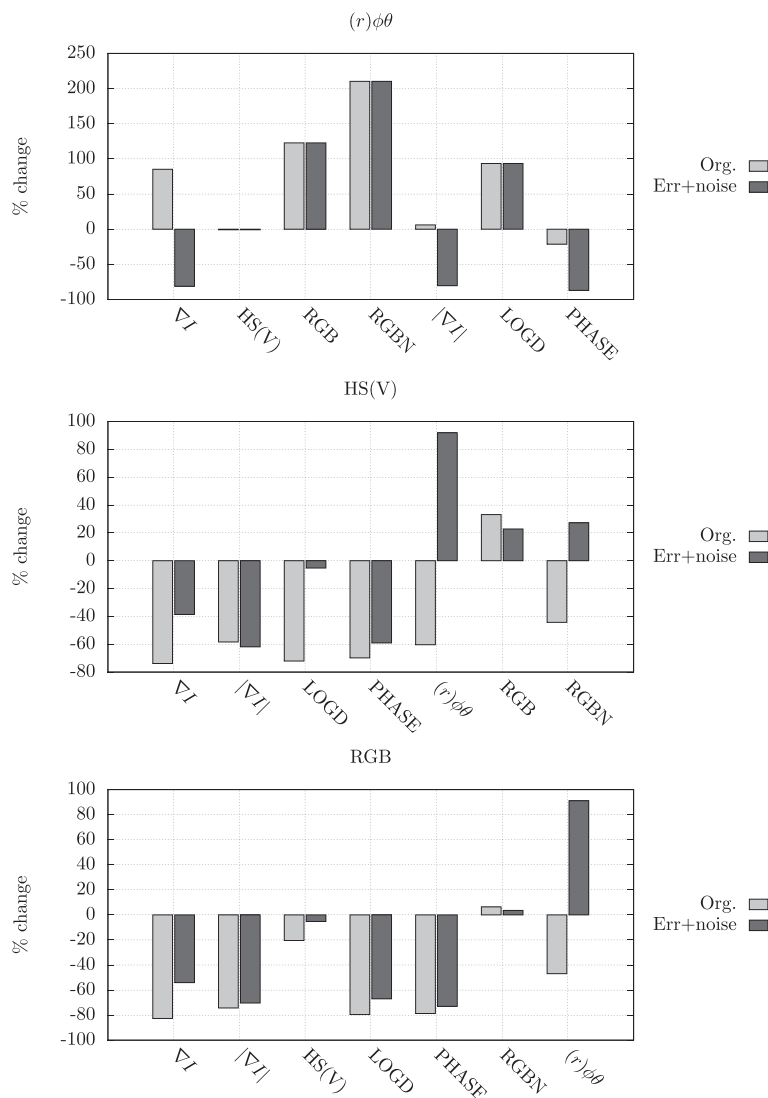 (r)ϕθ
250
200
150
100
50
0
-50
-100
% change
∇I
HS(V)
RGB
RGBN
|∇I|
LOGD
PHASE
Org.
Err+noise
HS(V)
100
80
60
40
20
0
-20
-40
-60
-80
% change
∇I
|∇I|
LOGD
PHASE
(r)ϕθ
RGB
RGBN
Org.
Err+noise
RGB
100
80
60
40
20
0
-20
-40
-60
-80
-100
% change
∇I
|∇I|
HS(V)
LOGD
PHASE
RGBN
(r)ϕθ
Org.
Err+noise